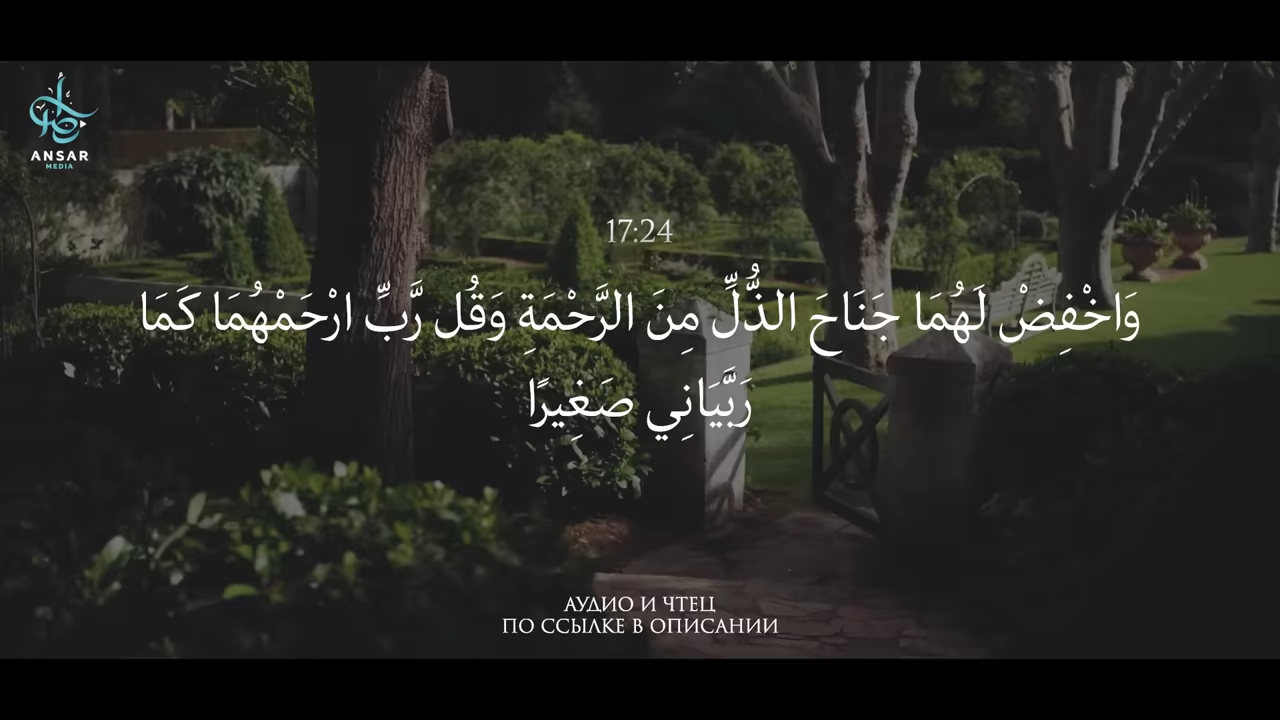 ANSAR
MEDIA
17:24
وَاخْفِضْ لَهُمَا جَنَاحَ الذُّلِّ مِنَ الرَّحْمَةِ وَقُل رَّبِّ ارْحَمْهُمَا كَمَا
رَبَّيَانِي صَغِيرًا
АУДИО И ЧТЕЦ
ПО ССЫЛКЕ В ОПИСАНИИ